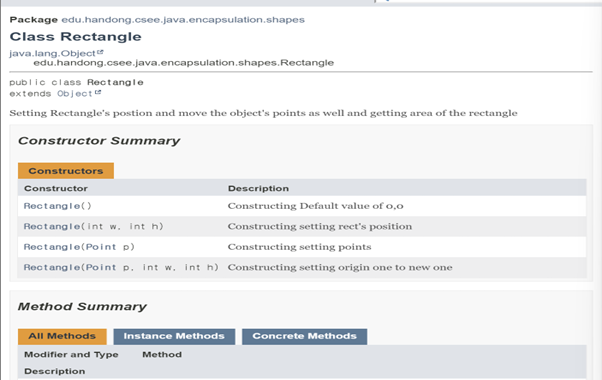 Package edu.handong.csee.java.encapsulation.shapes
Class Rectangle
java.lang.Object
edu.handong.csee.java.encapsulation.shapes.Rectangle
public class Rectangle
extends Object
Setting Rectangle's postion and move the object's points as well and getting area of the rectangle
Constructor Summary
Constructors
Constructor Description
Rectangle() Constructing Default value of 0,0
Rectangle(int w, int h) Constructing setting rect's position
Rectangle(Point p) Constructing setting points
Rectangle(Point p, int w, int h) Constructing setting origin one to new one
Method Summary
All Methods Instance Methods Concrete Methods
Modifier and Type Method
Description